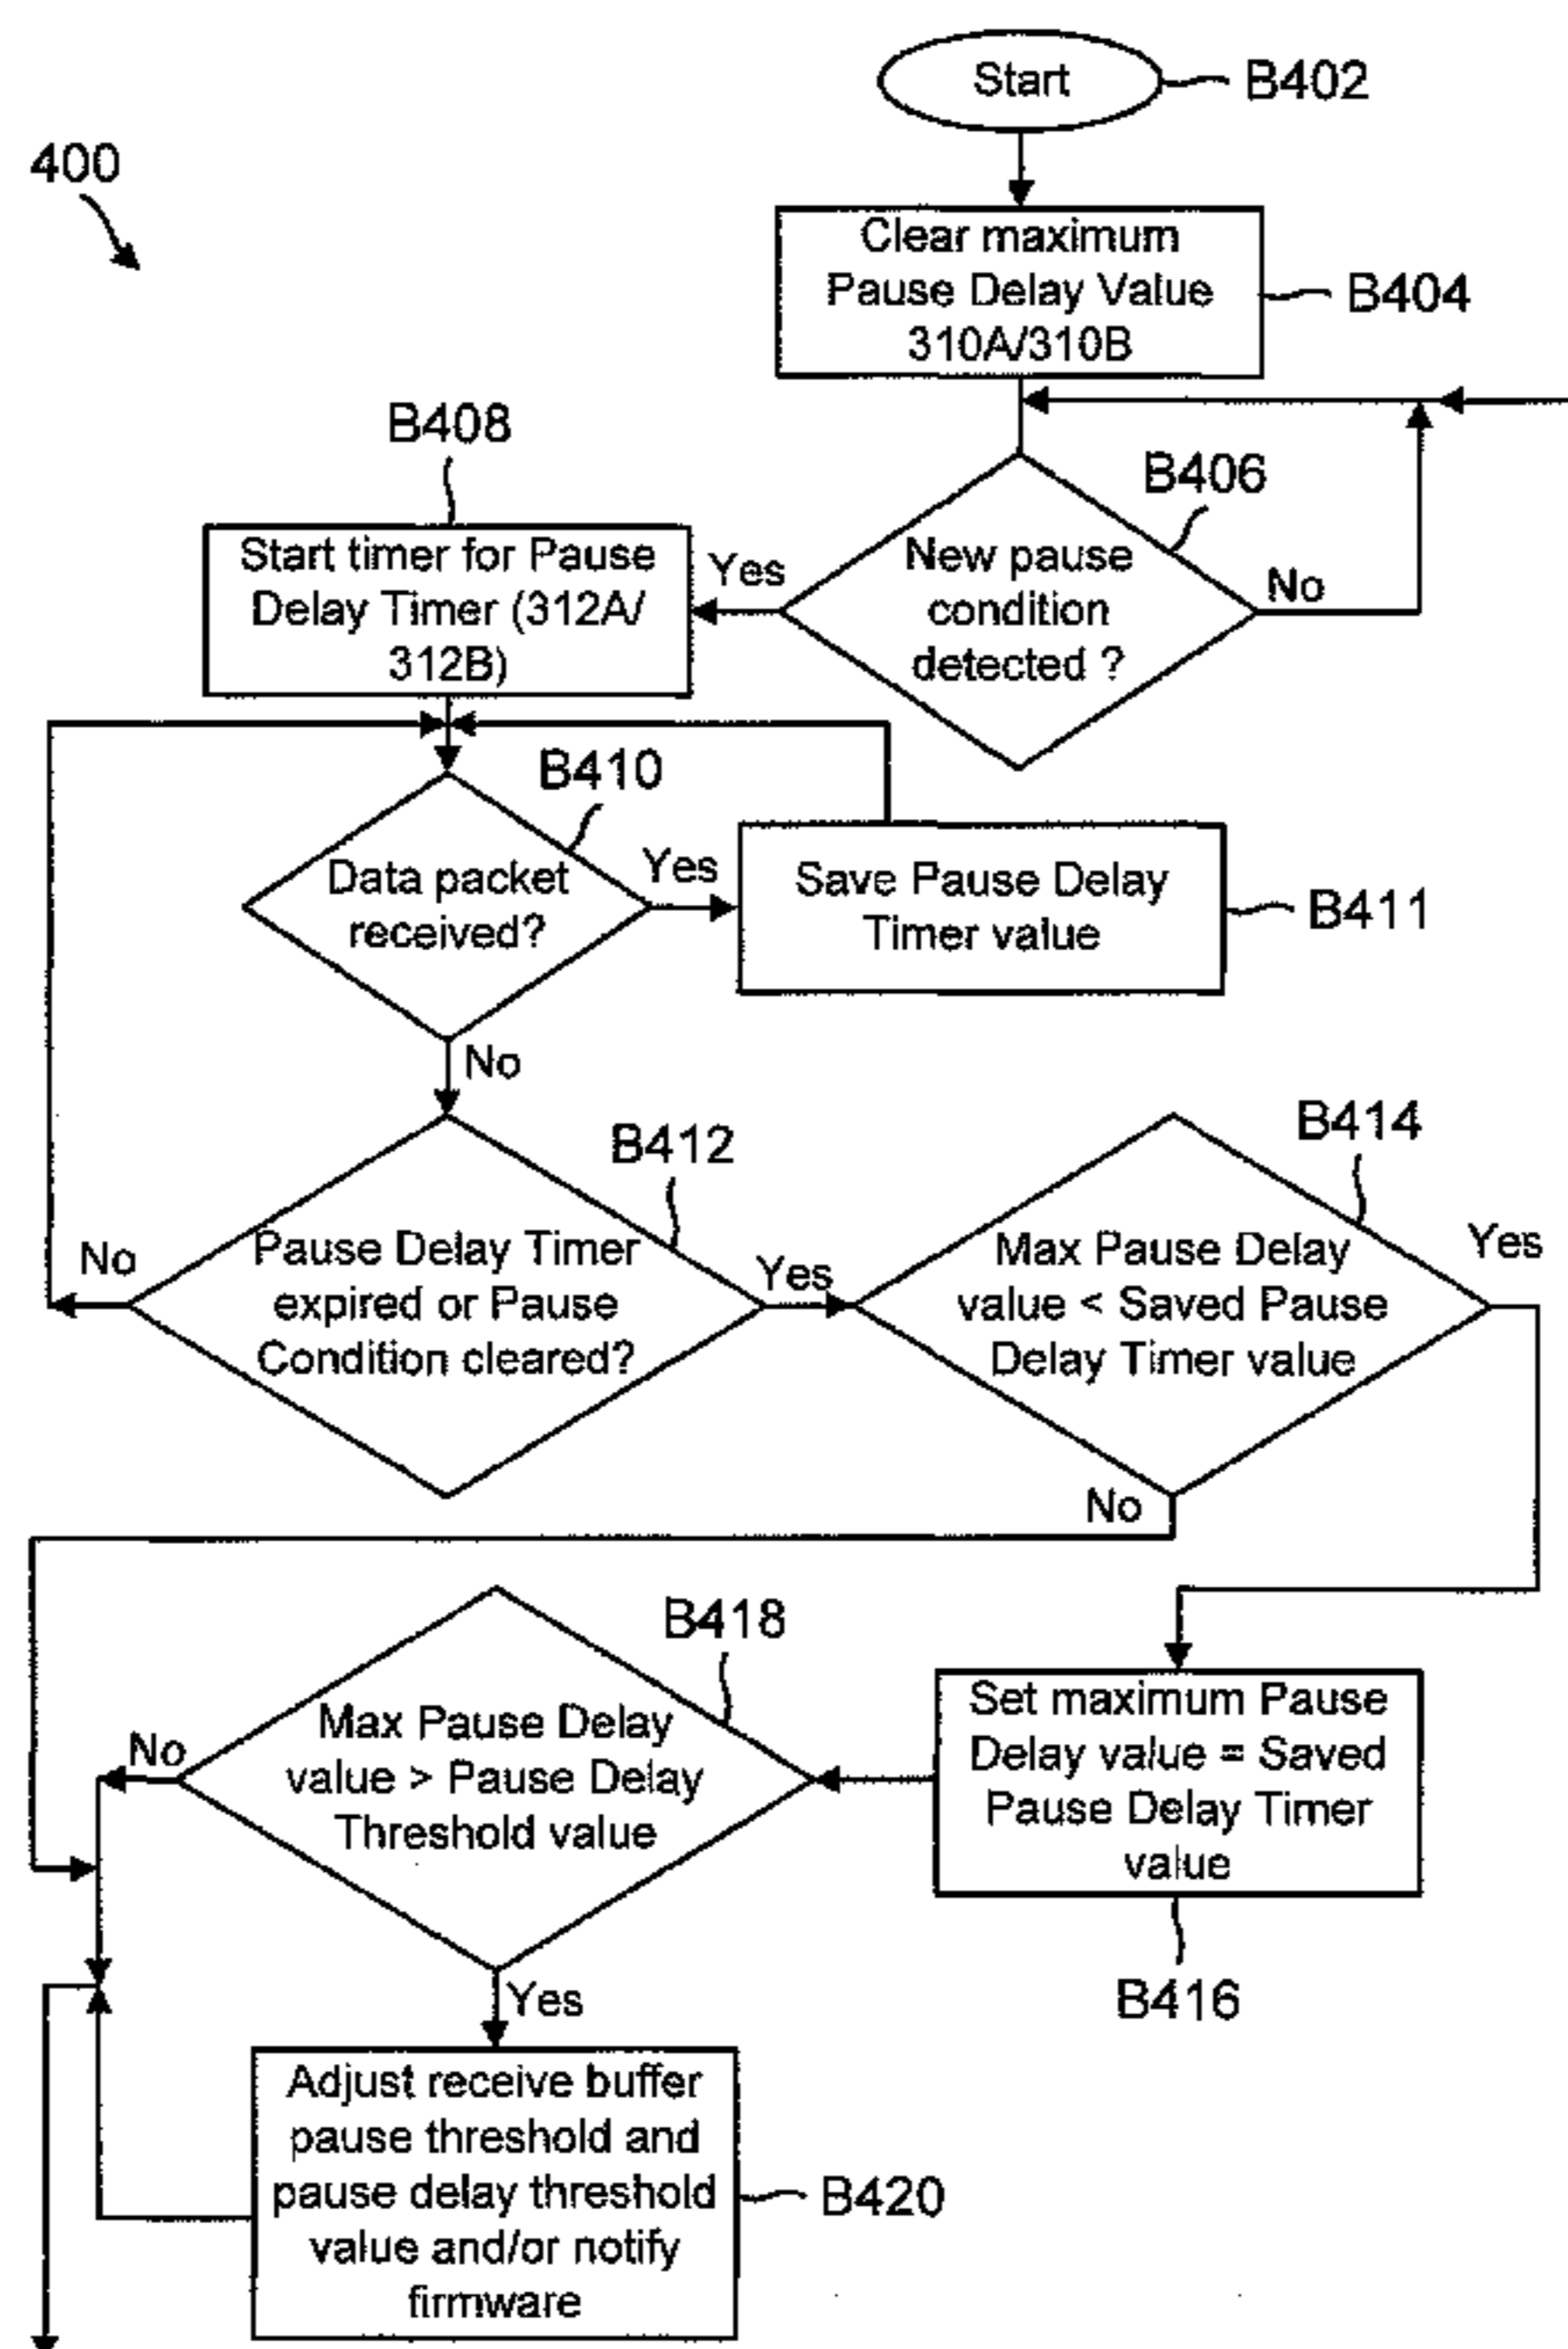 Start
B402
400
Clear maximum
Pause Delay Value
310A/310B
B404
B408
B406
Start timer for Pause
Delay Timer (312A/
312B)
Yes
New pause
condition
detected ?
No
B410
Data packet
received?
Yes
Save Pause Delay
Timer value
B411
No
B412
B414
No
Pause Delay Timer
expired or Pause
Condition cleared?
Yes
Max Pause Delay
value < Saved Pause
Delay Timer value
Yes
No
B418
No
Max Pause Delay
value > Pause Delay
Threshold value
Set maximum Pause
Delay value = Saved
Pause Delay Timer
value
B416
Yes
Adjust receive buffer
pause threshold and
pause delay threshold
value and/or notify
firmware
B420